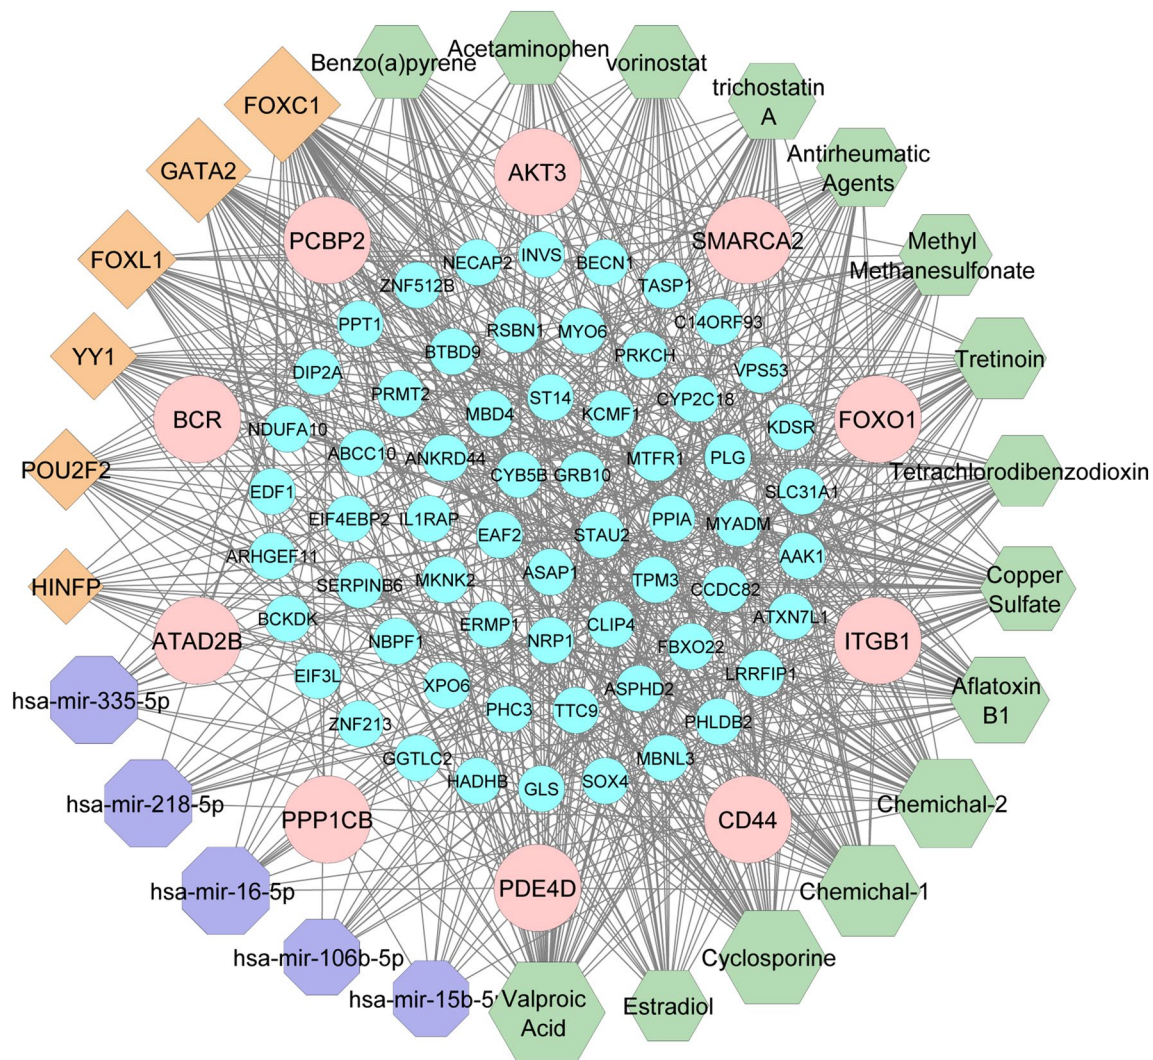 Benzo(a)pyrene
Acetaminophen
vorinostat
trichostatin
A
Antirheumatic
Agents
Methyl
Methanesulfonate
Tretinoin
Tetrachlorodibenzodioxin
Copper
Sulfate
Aflatoxin
B1
Chemichal-2
Chemichal-1
Cyclosporine
Estradiol
Valproic
Acid
hsa-mir-15b-5p
hsa-mir-106b-5p
hsa-mir-16-5p
hsa-mir-218-5p
hsa-mir-335-5p
HINFP
POU2F2
YY1
FOXL1
GATA2
FOXC1
AKT3
SMARCA2
FOXO1
ITGB1
CD44
PDE4D
PPP1CB
ATAD2B
BCR
PCBP2
INVS
NECAP2
BECN1
ZNF512B
TASP1
C14ORF93
PPT1
RSBN1
MYO6
BTBD9
PRKCH
VPS53
DIP2A
PRMT2
ST14
CYP2C18
MBD4
KCMF1
KDSR
NDUFA10
ABCC10
ANKRD44
CYB5B
GRB10
MTFR1
PLG
SLC31A1
EDF1
EIF4EBP2
IL1RAP
EAF2
STAU2
PPIA
MYADM
AAK1
ARHGEF11
SERPINB6
MKNK2
ASAP1
TPM3
CCDC82
ATXN7L1
BCKDK
NBPF1
ERMP1
NRP1
CLIP4
FBXO22
LRRFIP1
EIF3L
XPO6
PHC3
TTC9
ASPHD2
PHLDB2
ZNF213
GGTLC2
HADHB
GLS
SOX4
MBNL3